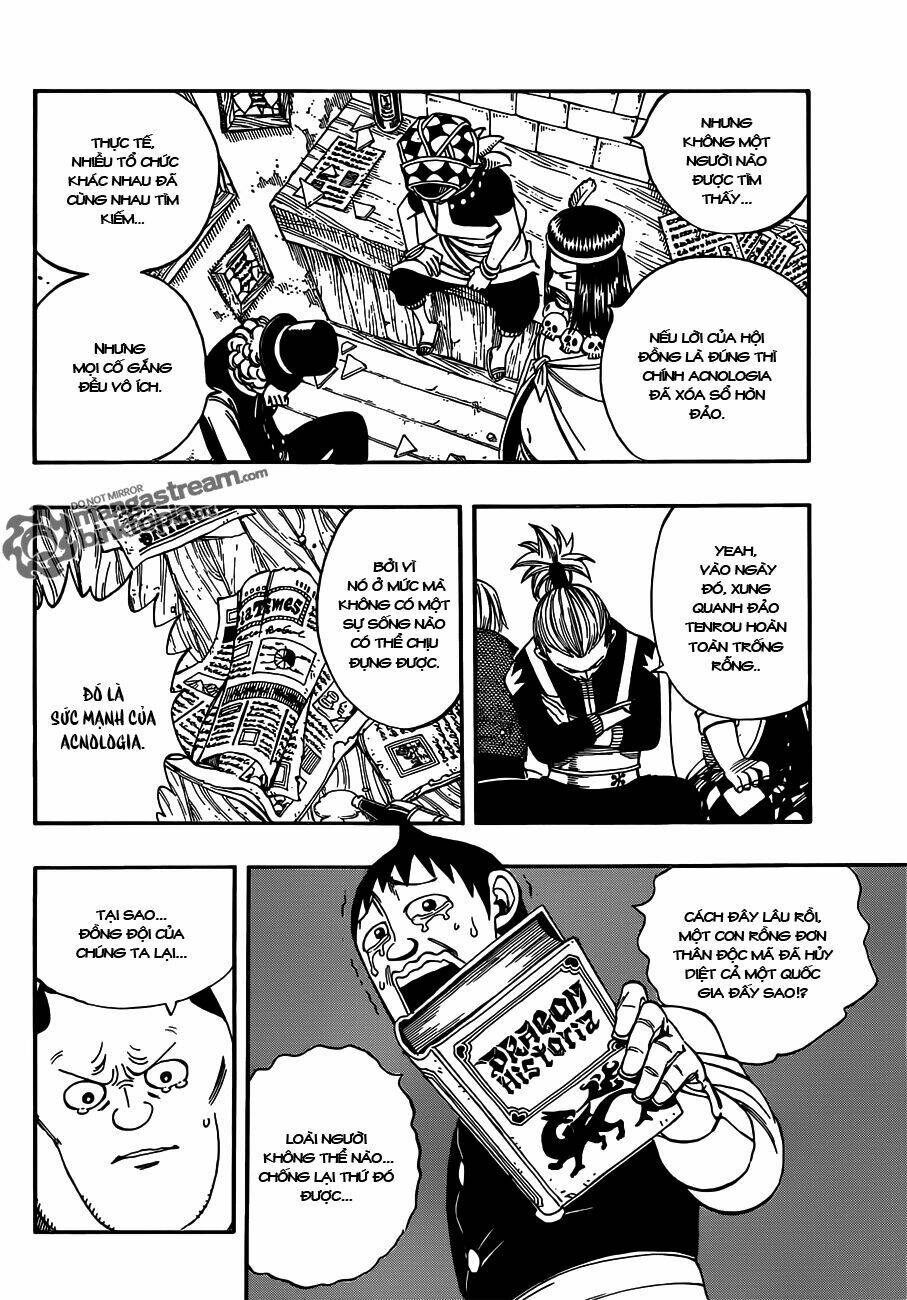 THỰC TẾ,
NHIỀU TỔ CHỨC
KHÁC NHAU ĐÃ
CÙNG NHAU TÌM
KIẾM...
NHƯNG
KHÔNG MỘT
NGƯỜI NÀO
ĐƯỢC TÌM
THẤY...
NHƯNG
MỌI CỐ GẮNG
ĐỀU VÔ ÍCH.
NẾU LỜI CỦA HỘI
ĐỒNG LÀ ĐÚNG THÌ
CHÍNH ACNOLOGIA
ĐÃ XÓA SỔ HÒN
ĐẢO.
DO NOT MIRROR
mangastream.com
BỞI VÌ
NÓ Ở MỨC MÀ
KHÔNG CÓ MỘT
SỰ SỐNG NÀO
CÓ THỂ CHỊU
ĐỰNG ĐƯỢC.
ĐÓ LÀ
SỨC MẠNH CỦA
ACNOLOGIA.
YEAH,
VÀO NGÀY
ĐÓ, XUNG
QUANH ĐẢO
TENROU HOÀN
TOÀN TRỐNG
RỖNG..
TẠI SAO...
ĐỒNG ĐỘI CỦA
CHÚNG TA LẠI...
CÁCH ĐÂY LÂU RỒI,
MỘT CON RỒNG ĐƠN
THÂN ĐỘC MÃ ĐÃ HỦY
DIỆT CẢ MỘT QUỐC
GIA ĐẤY SAO!?
DRAGON
HISTORIA
LOÀI NGƯỜI
KHÔNG THỂ NÀO...
CHỐNG LẠI THỨ ĐÓ
ĐƯỢC...